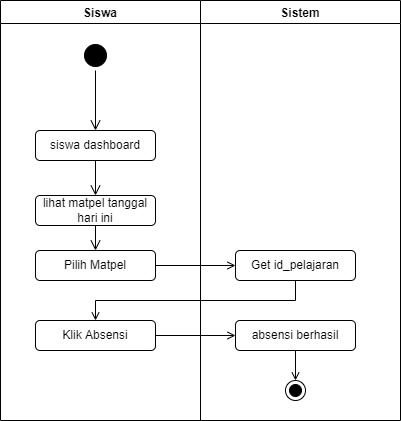 Siswa
Sistem
siswa dashboard
lihat matpel tanggal
hari ini
Pilih Matpel
Get id_pelajaran
Klik Absensi
absensi berhasil